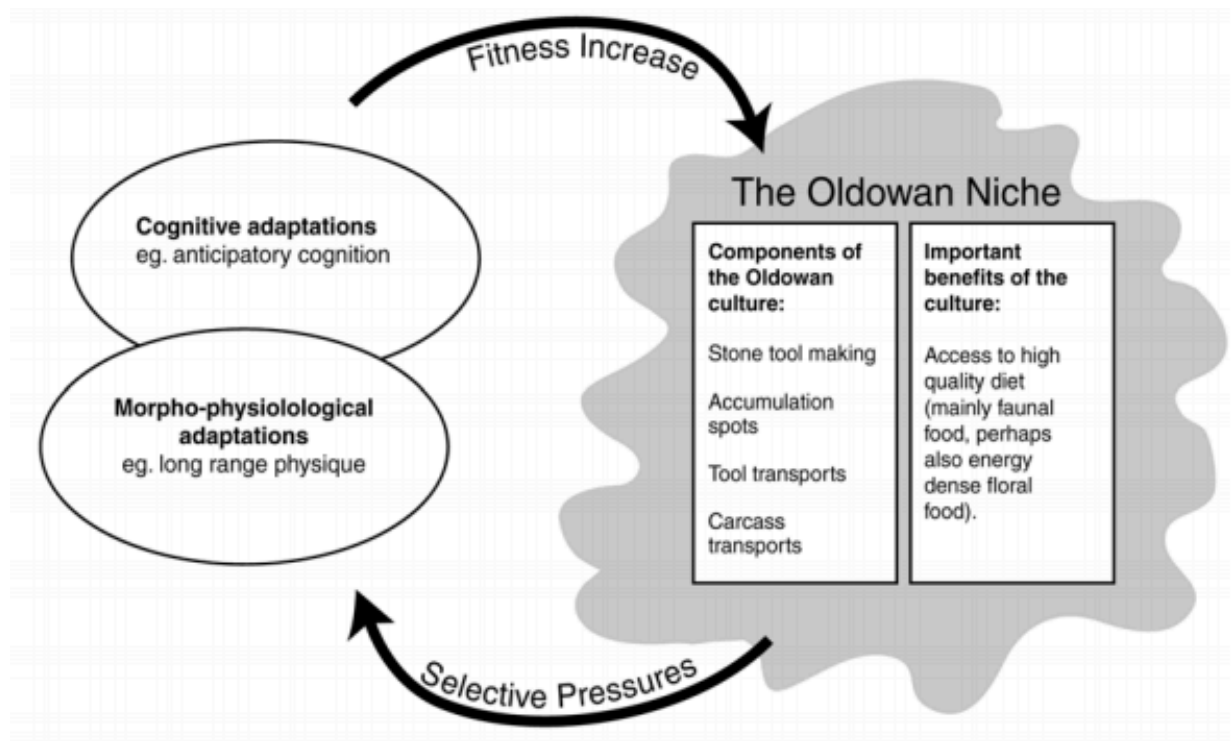 Fitness Increase
Cognitive adaptations
eg. anticipatory cognition
Morpho-physiolological
adaptations
eg. long range physique
The Oldowan Niche
Components of
the Oldowan
culture:
Stone tool making
Accumulation
spots
Tool transports
Carcass
transports
Important
benefits of the
culture:
Access to high
quality diet
(mainly faunal
food, perhaps
also energy
dense floral
food).
Selective Pressures